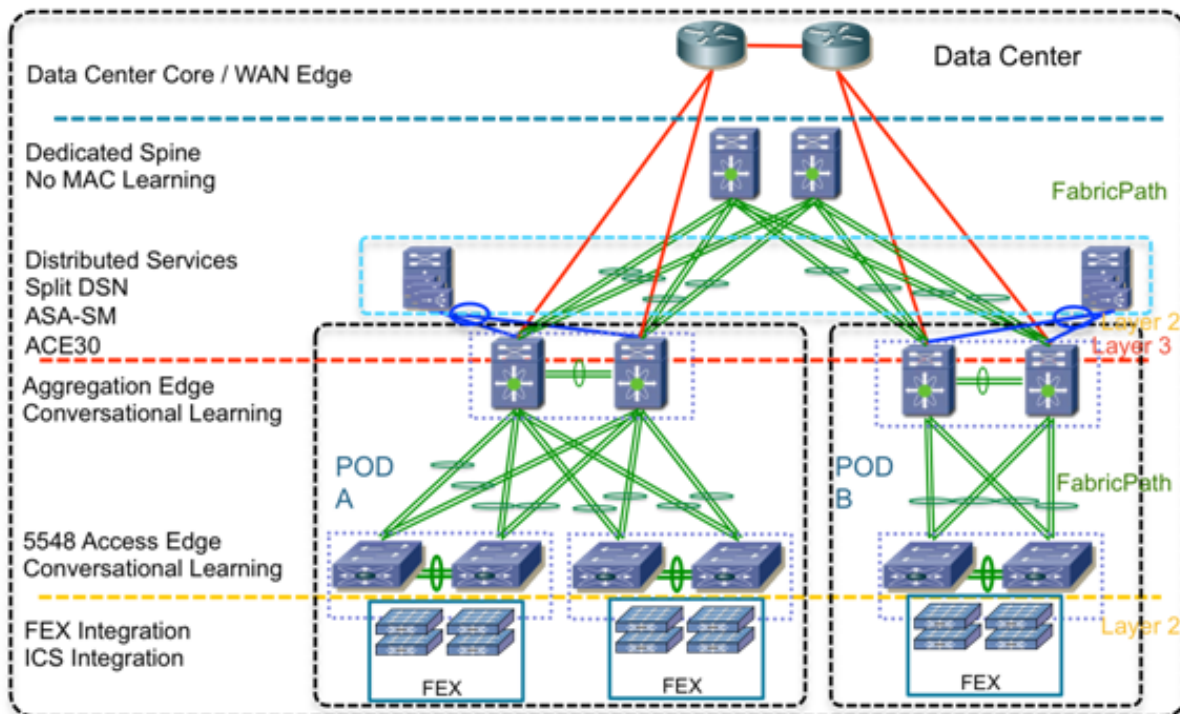 Data Center
Data Center Core / WAN Edge
Dedicated Spine
No MAC Learning
FabricPath
Distributed Services
Split DSN
ASA-SM
ACE30
Layer 2
Layer 3
Aggregation Edge
Conversational Learning
POD
A
POD
B
FabricPath
5548 Access Edge
Conversational Learning
FEX Integration
ICS Integration
Layer 2
FEX
FEX
FEX